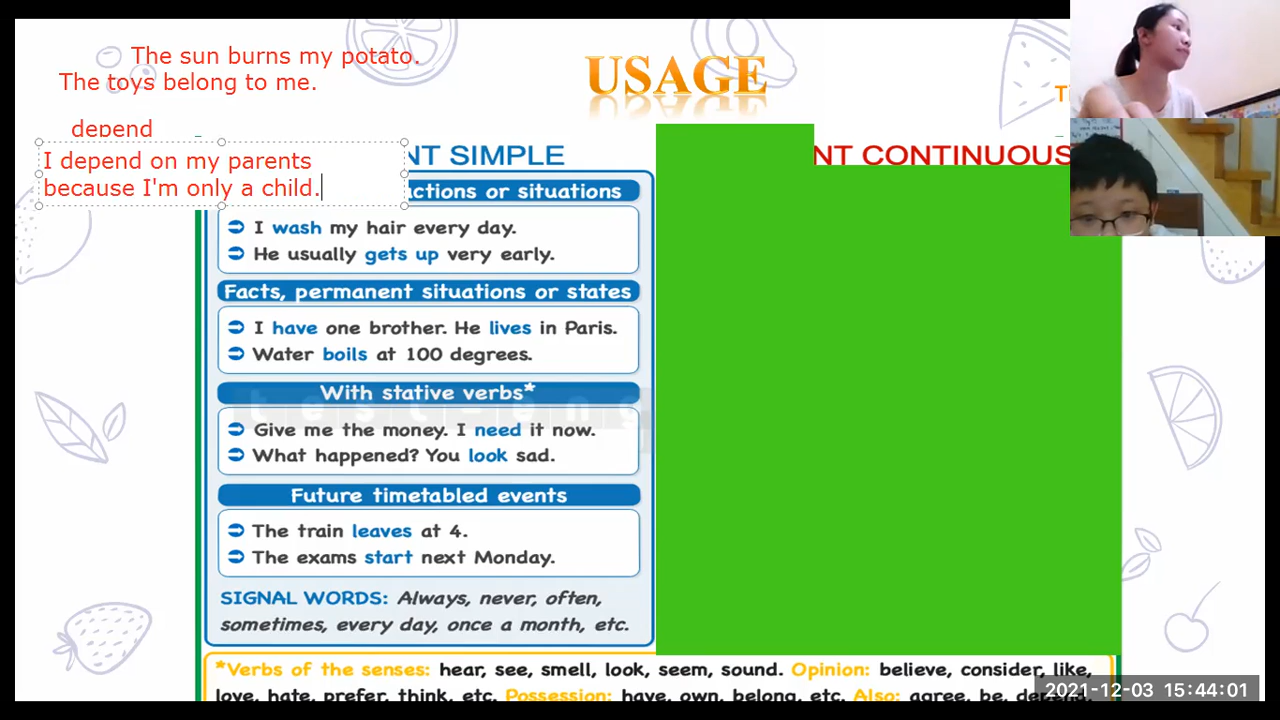 The sun burns my potato.
The toys belong to me.
USAGE
depend
I depend on my parents
because I'm only a child.
NT SIMPLE
NT CONTINUOUS
ctions or situations
I wash my hair every day.
He usually gets up very early.
Facts, permanent situations or states
I have one brother. He lives in Paris.
Water boils at 100 degrees.
With stative verbs*
Give me the money. I need it now.
What happened? You look sad.
Future timetabled events
The train leaves at 4.
The exams start next Monday.
SIGNAL WORDS: Always, never, often,
sometimes, every day, once a month, etc.
*Verbs of the senses: hear, see, smell, look, seem, sound. Opinion: believe, consider, like,
love, hate, prefer, think, etc. Possession: have, own, belong, etc. Also: agree, be, depend,
2021-12-03 15:44:01